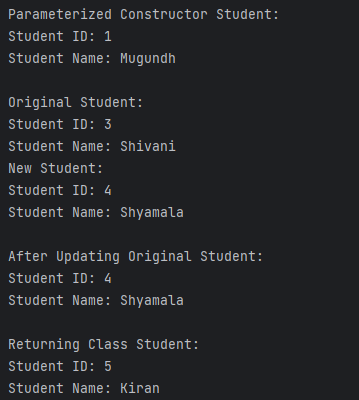 Parameterized Constructor Student:
Student ID: 1
Student Name: Mugundh
Original Student:
Student ID: 3
Student Name: Shivani
New Student:
Student ID: 4
Student Name: Shyamala
After Updating Original Student:
Student ID: 4
Student Name: Shyamala
Returning Class Student:
Student ID: 5
Student Name: Kiran